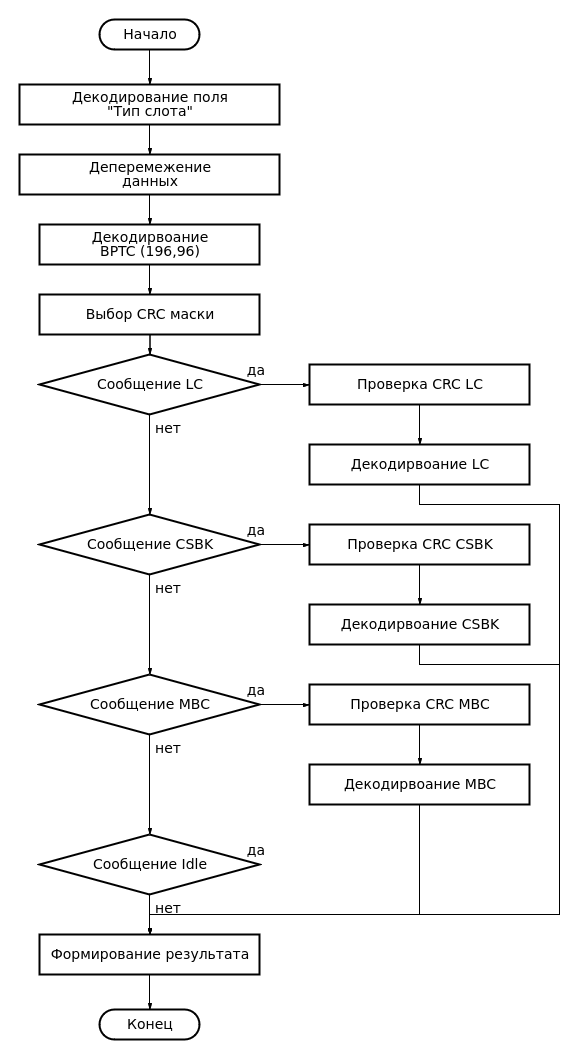 Начало
Декодирование поля
"Тип слота"
Деперемежение
данных
Декодирвоание
BPTC (196,96)
Выбор CRC маски
Сообщение LC
да
Проверка CRC LC
нет
Декодирвоание LC
Сообщение CSBK
да
Проверка CRC CSBK
нет
Декодирвоание CSBK
Сообщение MBC
да
Проверка CRC MBC
нет
Декодирвоание MBC
Сообщение Idle
да
нет
Формирование результата
Конец